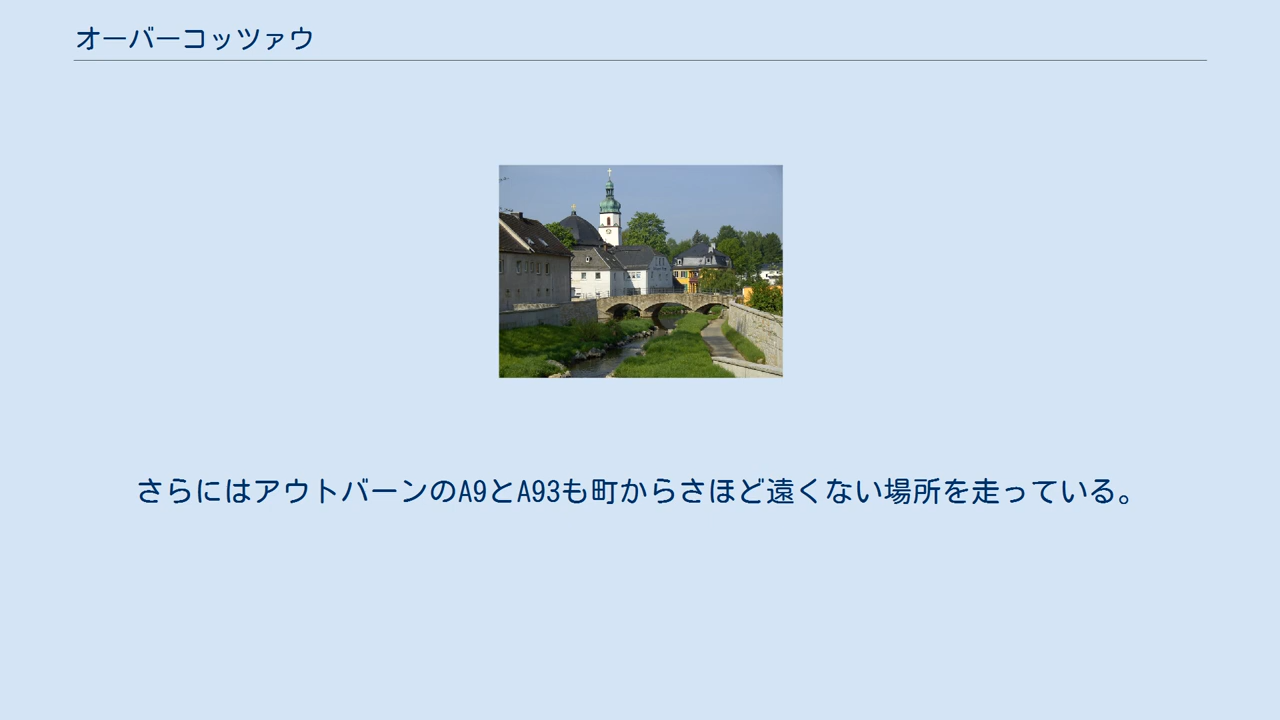 オーバーコッツァウ
さらにはアウトバーンのA9とA93も町からさほど遠くない場所を走っている。